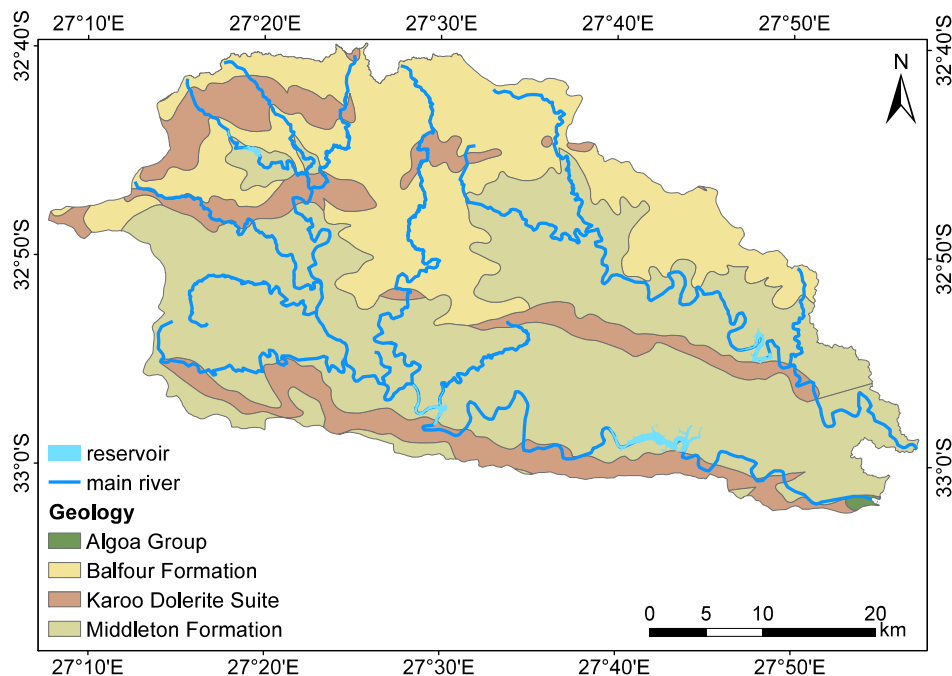 27°10'E 27°20'E 27°30'E 27°40'E 27°50'E
32°40'S 32°40'S
N
32°50'S 32°50'S
33°0'S 33°0'S
reservoir
main river
Geology
Algoa Group
Balfour Formation
Karoo Dolerite Suite
Middleton Formation
0 5 10 20
km
27°10'E 27°20'E 27°30'E 27°40'E 27°50'E